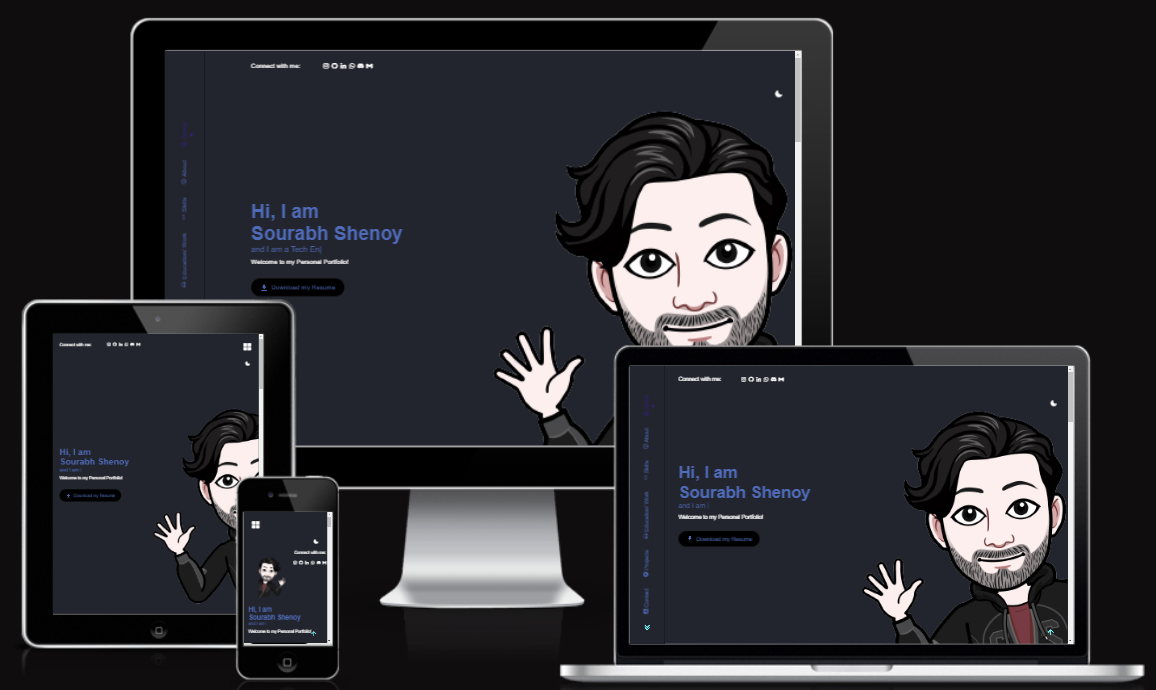 Connect with me:
Hi, I am
Sourabh Shenoy
and I am a Tech En|
Welcome to my Personal Portfolio!
Download my Resume
About
Skills
Education/ Work
Connect with me:
Hi, I am
Sourabh Shenoy
and I am |
Welcome to my Personal Portfolio!
Download my Resume
Connect with me:
Hi, I am
Sourabh Shenoy
and I am
Welcome to my Personal Portfolio!
Connect with me:
Hi, I am
Sourabh Shenoy
and I am |
Welcome to my Personal Portfolio!
Download my Resume
About
Skills
Education/ Work
Projects
Contact